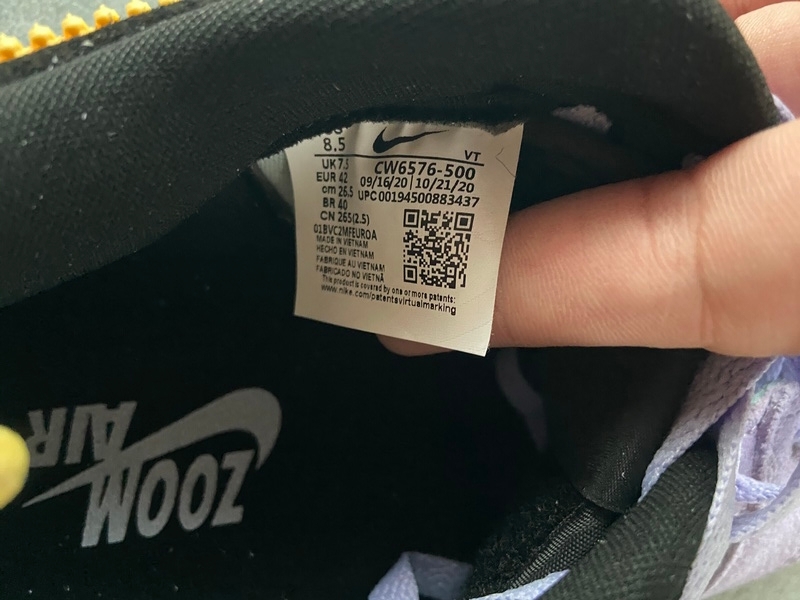 8.5
UK 7.5
EUR 42
cm 26.5
BR 40
CN 265(2.5)
VT
CW6576-500
09/16/20 10/21/20
UPC00194500883437
01BVC2MFEUROA
MADE IN VIETNAM
HECHO EN VIETNAM
FABRIQUE AU VIETNAM
FABRICADO NO VIETNÃ
This product is covered by one or more patents:
www.nike.com/patentsvirtualmarking
ZOOM
AIR